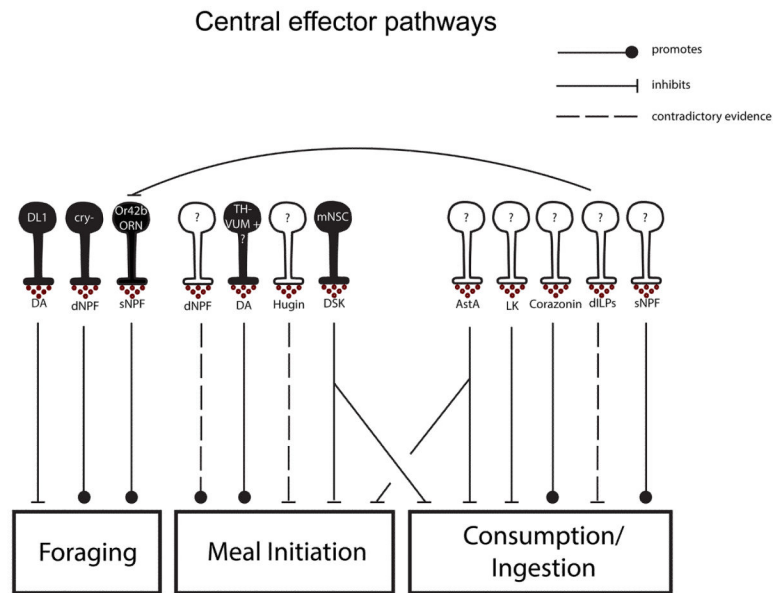 Central effector pathways
promotes
inhibits
contradictory evidence
DL1
cry-
Or42b
ORN
?
TH-
VUM +
?
?
mNSC
?
?
?
?
?
DA
dNPF
sNPF
dNPF
DA
Hugin
DSK
AstA
LK
Corazonin
dILPs
sNPF
Foraging
Meal Initiation
Consumption/
Ingestion